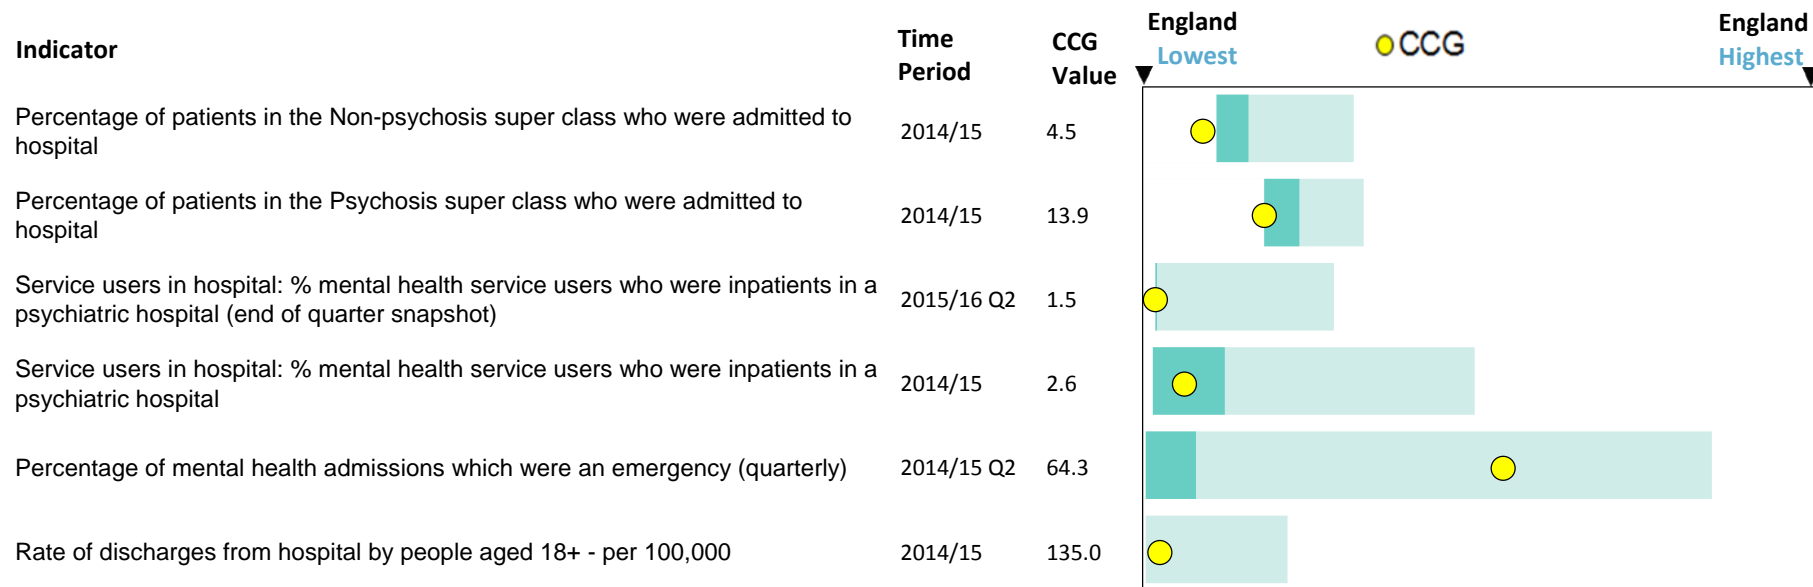 Indicator
Time Period
CCG Value
England Lowest
CCG
England Highest
Percentage of patients in the Non-psychosis super class who were admitted to
hospital
2014/15
4.5
Percentage of patients in the Psychosis super class who were admitted to
hospital
2014/15
13.9
Service users in hospital: % mental health service users who were inpatients in a
psychiatric hospital (end of quarter snapshot)
2015/16 Q2
1.5
Service users in hospital: % mental health service users who were inpatients in a
psychiatric hospital
2014/15
2.6
Percentage of mental health admissions which were an emergency (quarterly)
2014/15 Q2
64.3
Rate of discharges from hospital by people aged 18+ - per 100,000
2014/15
135.0